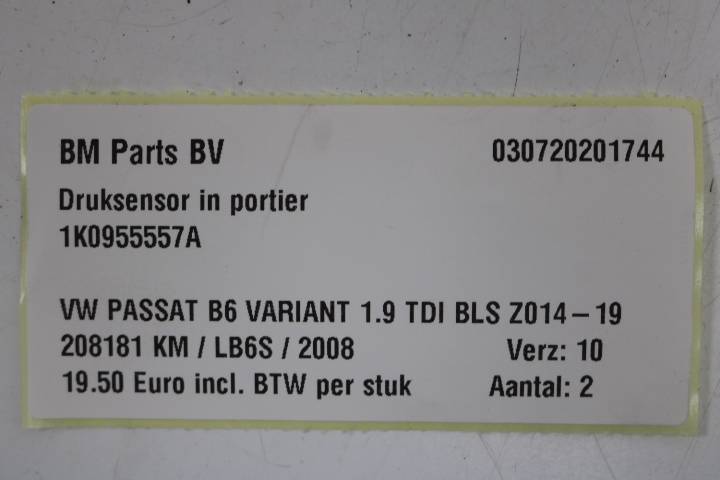 BM Parts BV 030720201744
Druksensor in portier
1K0955557A
VW PASSAT B6 VARIANT 1.9 TDI BLS Z014-19
208181 KM / LB6S / 2008 Verz: 10
19.50 Euro incl. BTW per stuk Aantal: 2